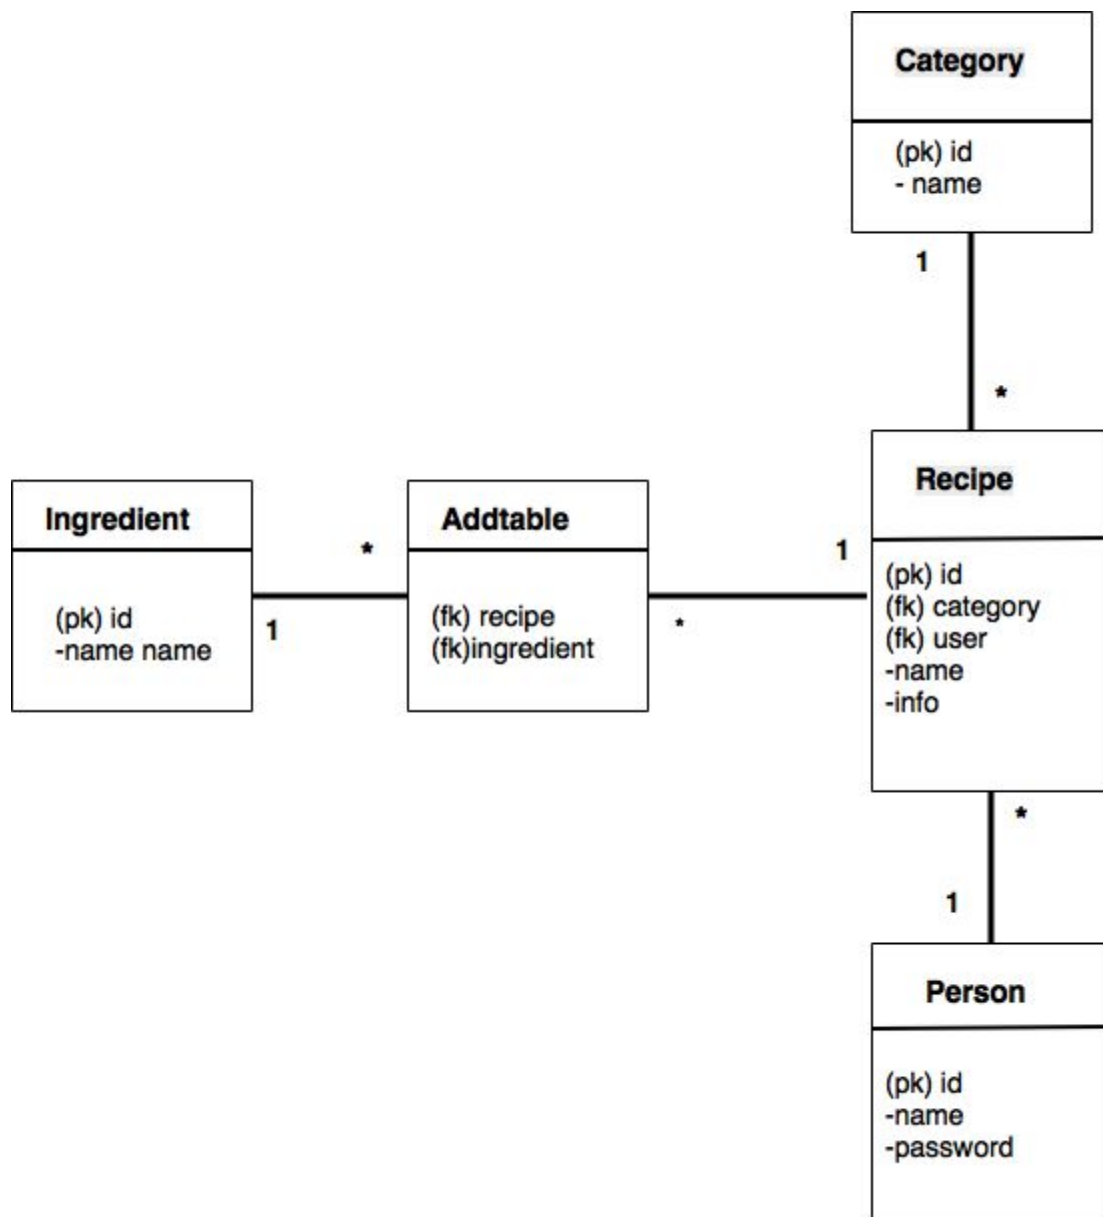 Category
(pk) id
- name
1
*
Recipe
(pk) id
(fk) category
(fk) user
-name
-info
Ingredient
(pk) id
-name name
1
*
Addtable
(fk) recipe
(fk)ingredient
*
1
*
1
Person
(pk) id
-name
-password